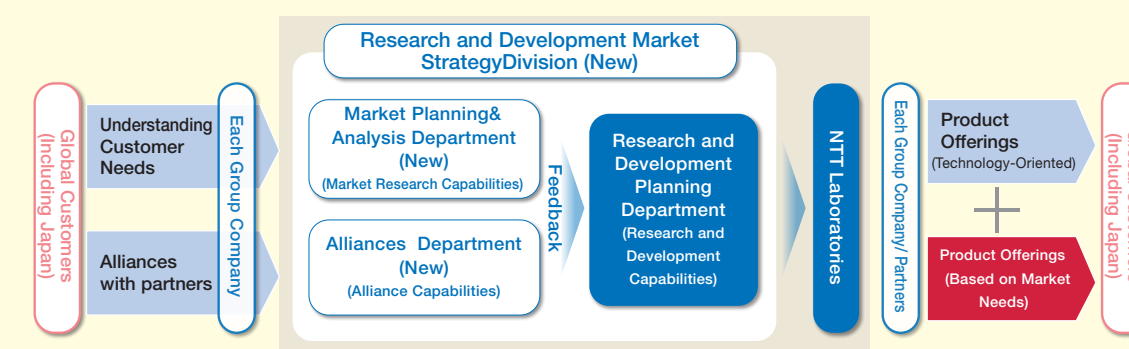 Research and Development Market
StrategyDivision (New)
Global Customers
(Including Japan)
Understanding
Customer
Needs
Alliances
with partners
Each Group Company
Market Planning&
Analysis Department
(New)
(Market Research Capabilities)
Alliances Department
(New)
(Alliance Capabilities)
Feedback
Research and
Development
Planning
Department
(Research and
Development
Capabilities)
NTT Laboratories
Each Group Company/ Partners
Product
Offerings
(Technology-Oriented)
Product Offerings
(Based on Market
Needs)
(Including Japan)